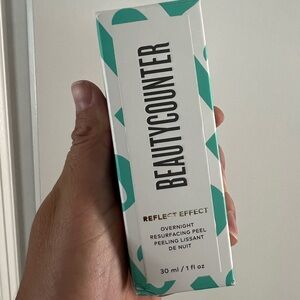 BEAUTYCOUNTER
REFLECT EFFECT
OVERNIGHT
RESURFACING PEEL
PEELING LISSANT
DE NUIT
30 ml / 1 fl oz